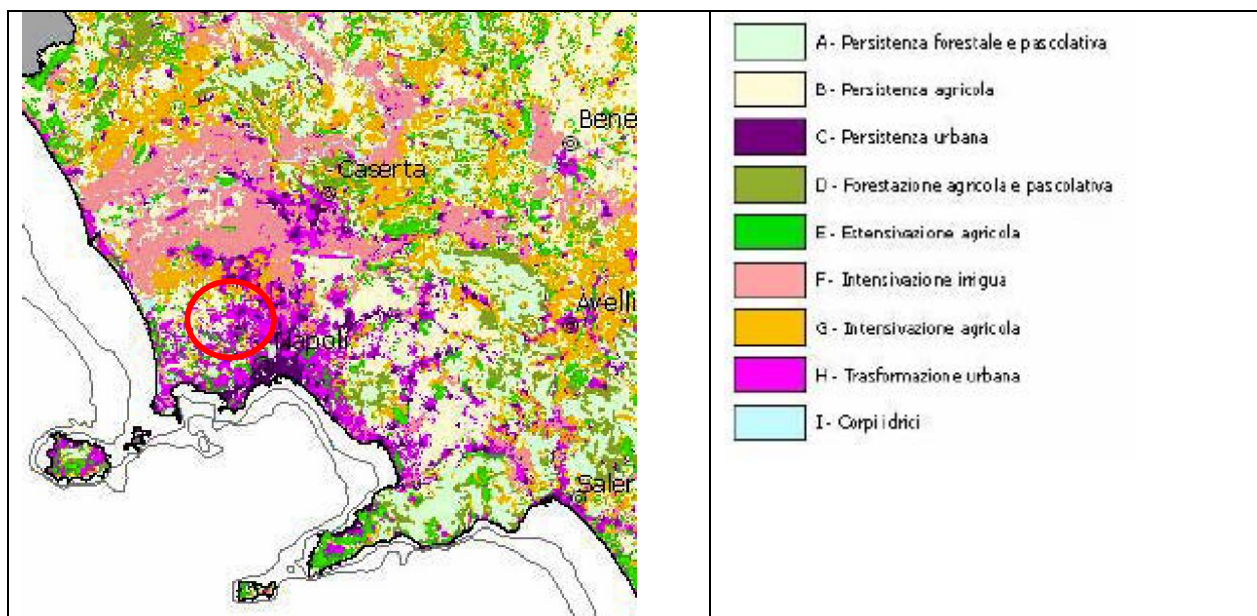 Bene
Caserta
Avelli
Napoli
Saler
A - Persistenza forestale e pascolativa
B - Persistenza agricola
C - Persistenza urbana
D - Forestazione agricola e pascolativa
E - Estensivazione agricola
F - Intensivazione irrigua
G - Intensivazione agricola
H - Trasformazione urbana
I - Corpi idrici